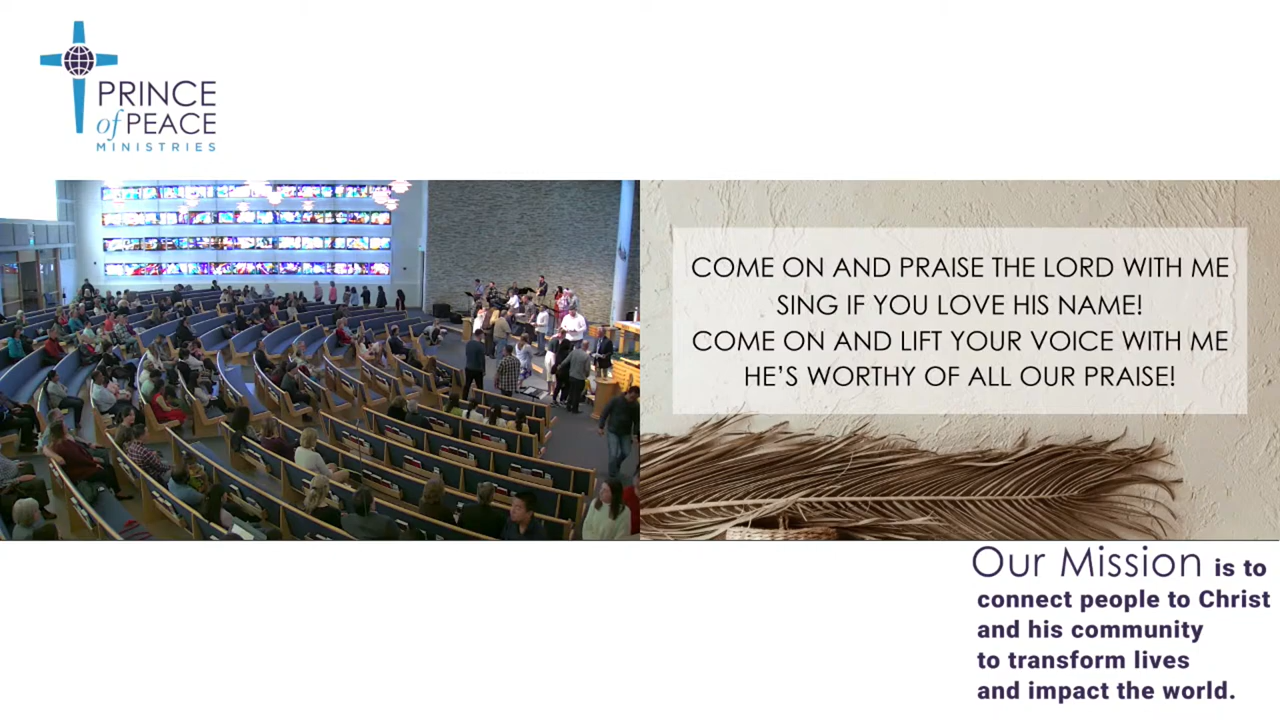 PRINCE
of PEACE
MINISTRIES
COME ON AND PRAISE THE LORD WITH ME
SING IF YOU LOVE HIS NAME!
COME ON AND LIFT YOUR VOICE WITH ME
HE'S WORTHY OF ALL OUR PRAISE!
Our Mission is to
connect people to Christ
and his community
to transform lives
and impact the world.